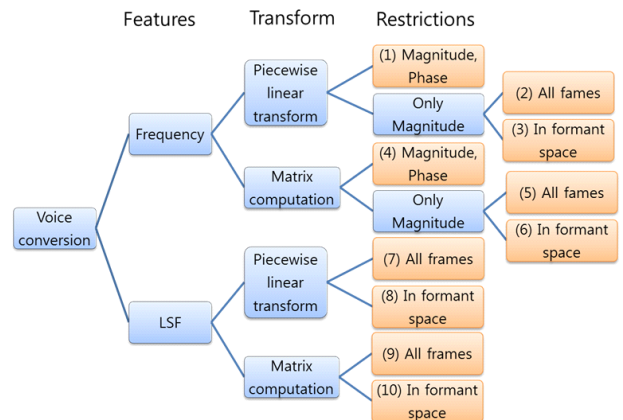 Features
Transform
Restrictions
Voice
conversion
Frequency
Piecewise
linear
transform
(1) Magnitude,
Phase
Only
Magnitude
(2) All fames
(3) In formant
space
Matrix
computation
(4) Magnitude,
Phase
Only
Magnitude
(5) All fames
(6) In formant
space
LSF
Piecewise
linear
transform
(7) All frames
(8) In formant
space
Matrix
computation
(9) All frames
(10) In formant
space